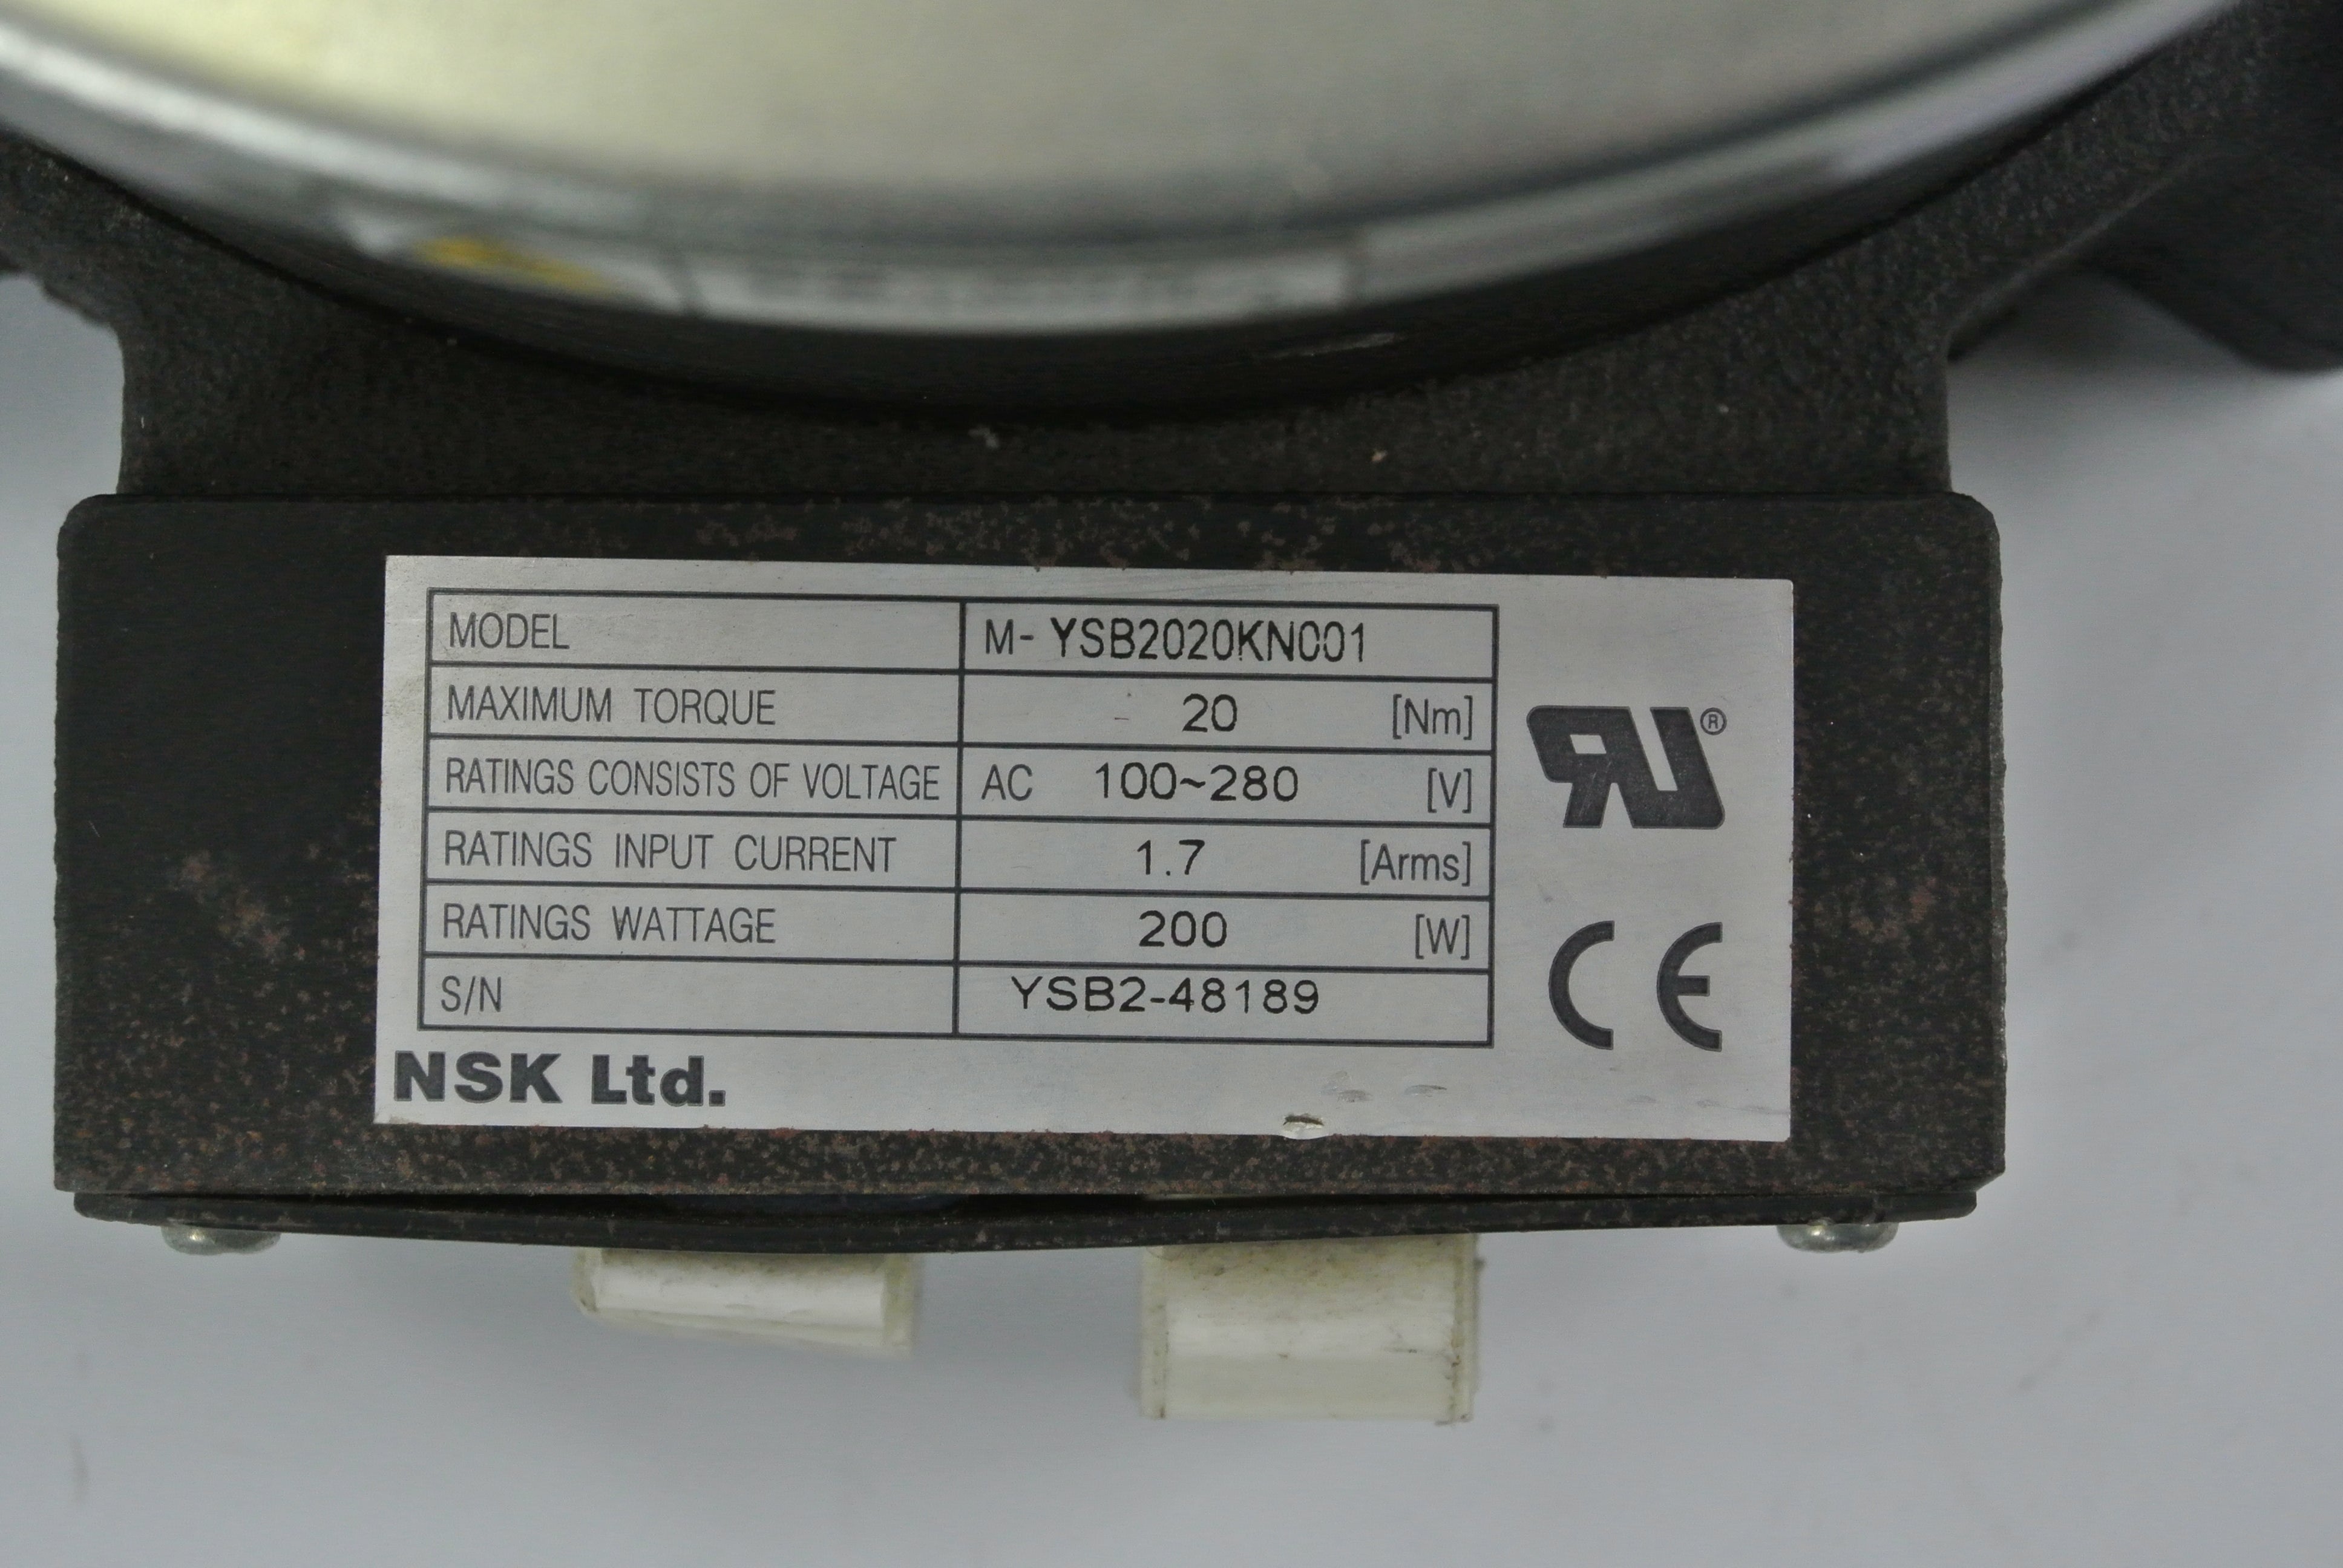 MODEL M- YSB2020KN001
MAXIMUM TORQUE 20 [Nm]
RATINGS CONSISTS OF VOLTAGE AC 100~280 [V]
RATINGS INPUT CURRENT 1.7 [Arms]
RATINGS WATTAGE 200 [W]
S/N YSB2-48189
NSK Ltd.
RU®
CE